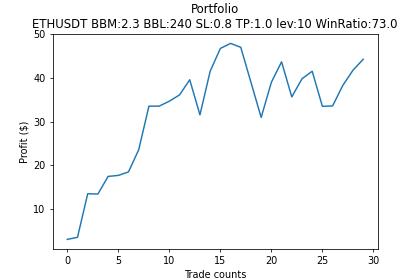 Portfolio
ETHUSDT BBM:2.3 BBL:240 SL:0.8 TP:1.0 lev:10 WinRatio:73.0
50
40
30
20
10
Profit ($)
0 5 10 15 20 25 30
Trade counts